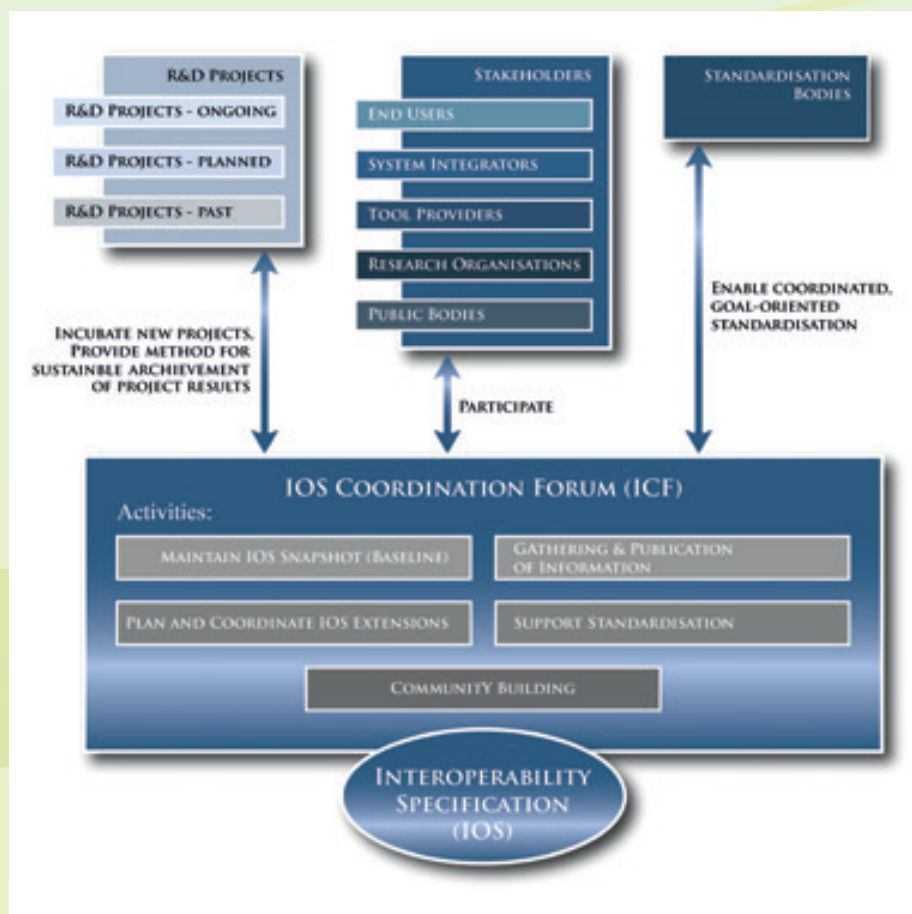 R&D PROJECTS
R&D PROJECTS - ONGOING
R&D PROJECTS - PLANNED
R&D PROJECTS - PAST
STAKEHOLDERS
END USERS
SYSTEM INTEGRATORS
TOOL PROVIDERS
RESEARCH ORGANISATIONS
PUBLIC BODIES
STANDARDISATION
BODIES
INCUBATE NEW PROJECTS,
PROVIDE METHOD FOR
SUSTAINBLE ARCHIEVEMENT
OF PROJECT RESULTS
PARTICIPATE
ENABLE COORDINATED,
GOAL-ORIENTED
STANDARDISATION
IOS COORDINATION FORUM (ICF)
Activities:
MAINTAIN IOS SNAPSHOT (BASELINE)
GATHERING & PUBLICATION
OF INFORMATION
PLAN AND COORDINATE IOS EXTENSIONS
SUPPORT STANDARDISATION
COMMUNITY BUILDING
INTEROPERABILITY
SPECIFICATION
(IOS)